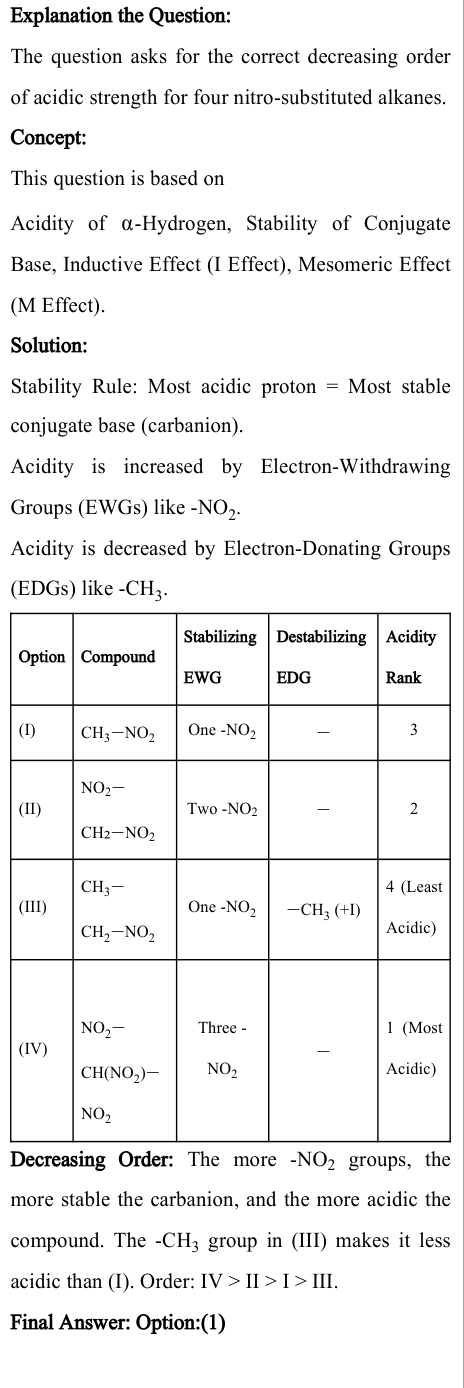 Explanation the Question:
The question asks for the correct decreasing order
of acidic strength for four nitro-substituted alkanes.
Concept:
This question is based on
Acidity of α-Hydrogen, Stability of Conjugate
Base, Inductive Effect (I Effect), Mesomeric Effect
(M Effect).
Solution:
Stability Rule: Most acidic proton = Most stable
conjugate base (carbanion).
Acidity is increased by Electron-Withdrawing
Groups (EWGs) like -NO₂.
Acidity is decreased by Electron-Donating Groups
(EDGs) like -CH₃.
Option
Compound
Stabilizing
EWG
Destabilizing
EDG
Acidity
Rank
(I)
CH₃—NO₂
One -NO₂
—
3
(II)
NO₂—
CH2—NO₂
Two -NO₂
—
2
(III)
CH₃—
CH₂—NO₂
One -NO₂
—CH₃ (+I)
4 (Least
Acidic)
(IV)
NO₂—
CH(NO₂)—
NO₂
Three -
NO₂
—
1 (Most
Acidic)
Decreasing Order: The more -NO₂ groups, the
more stable the carbanion, and the more acidic the
compound. The -CH₃ group in (III) makes it less
acidic than (I). Order: IV > II > I > III.
Final Answer: Option:(1)